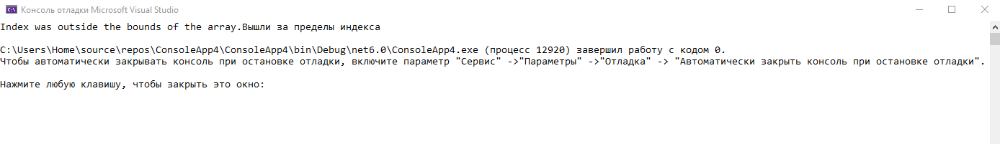 Консоль отладки Microsoft Visual Studio
Index was outside the bounds of the array.Вышли за пределы индекса
C:\Users\Home\source\repos\ConsoleApp4\ConsoleApp4\bin\Debug\net6.0\ConsoleApp4.exe (процесс 12920) завершил работу с кодом 0.
Чтобы автоматически закрывать консоль при остановке отладки, включите параметр "Сервис" ->"Параметры" ->"Отладка" -> "Автоматически закрыть консоль при остановке отладки".
Нажмите любую клавишу, чтобы закрыть это окно: